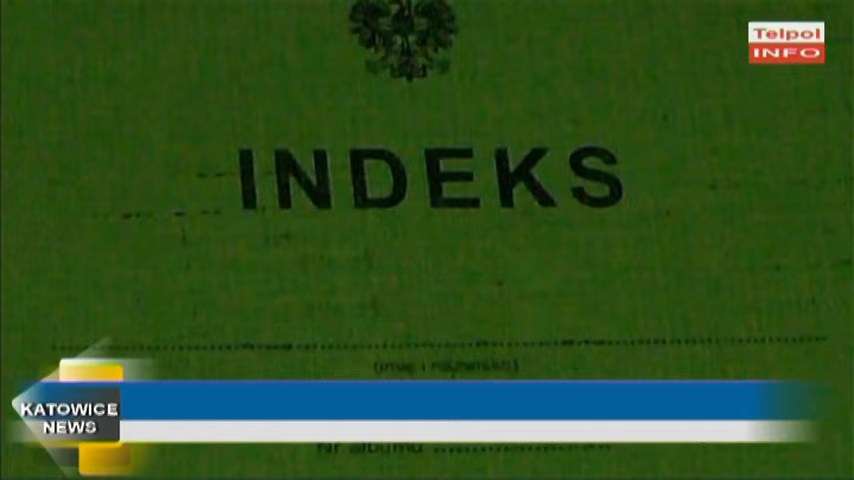 Telpol
INFO
INDEKS
(imię i nazwisko)
KATOWICE
NEWS
Nr albumu